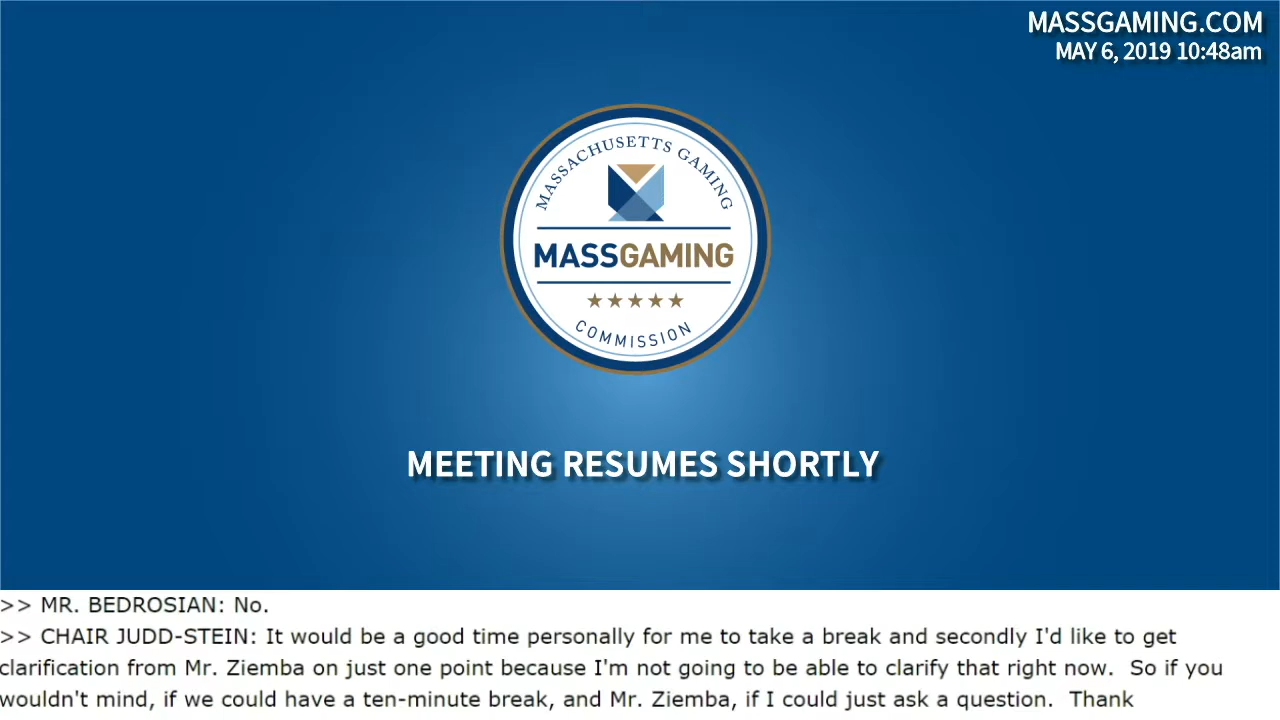 MASSGAMING.COM
MAY 6, 2019 10:48am
MASSACHUSETTS GAMING
MASSGAMING
COMMISSION
MEETING RESUMES SHORTLY
>> MR. BEDROSIAN: No.
>> CHAIR JUDD-STEIN: It would be a good time personally for me to take a break and secondly I'd like to get
clarification from Mr. Ziemba on just one point because I'm not going to be able to clarify that right now.  So if you
wouldn't mind, if we could have a ten-minute break, and Mr. Ziemba, if I could just ask a question.  Thank